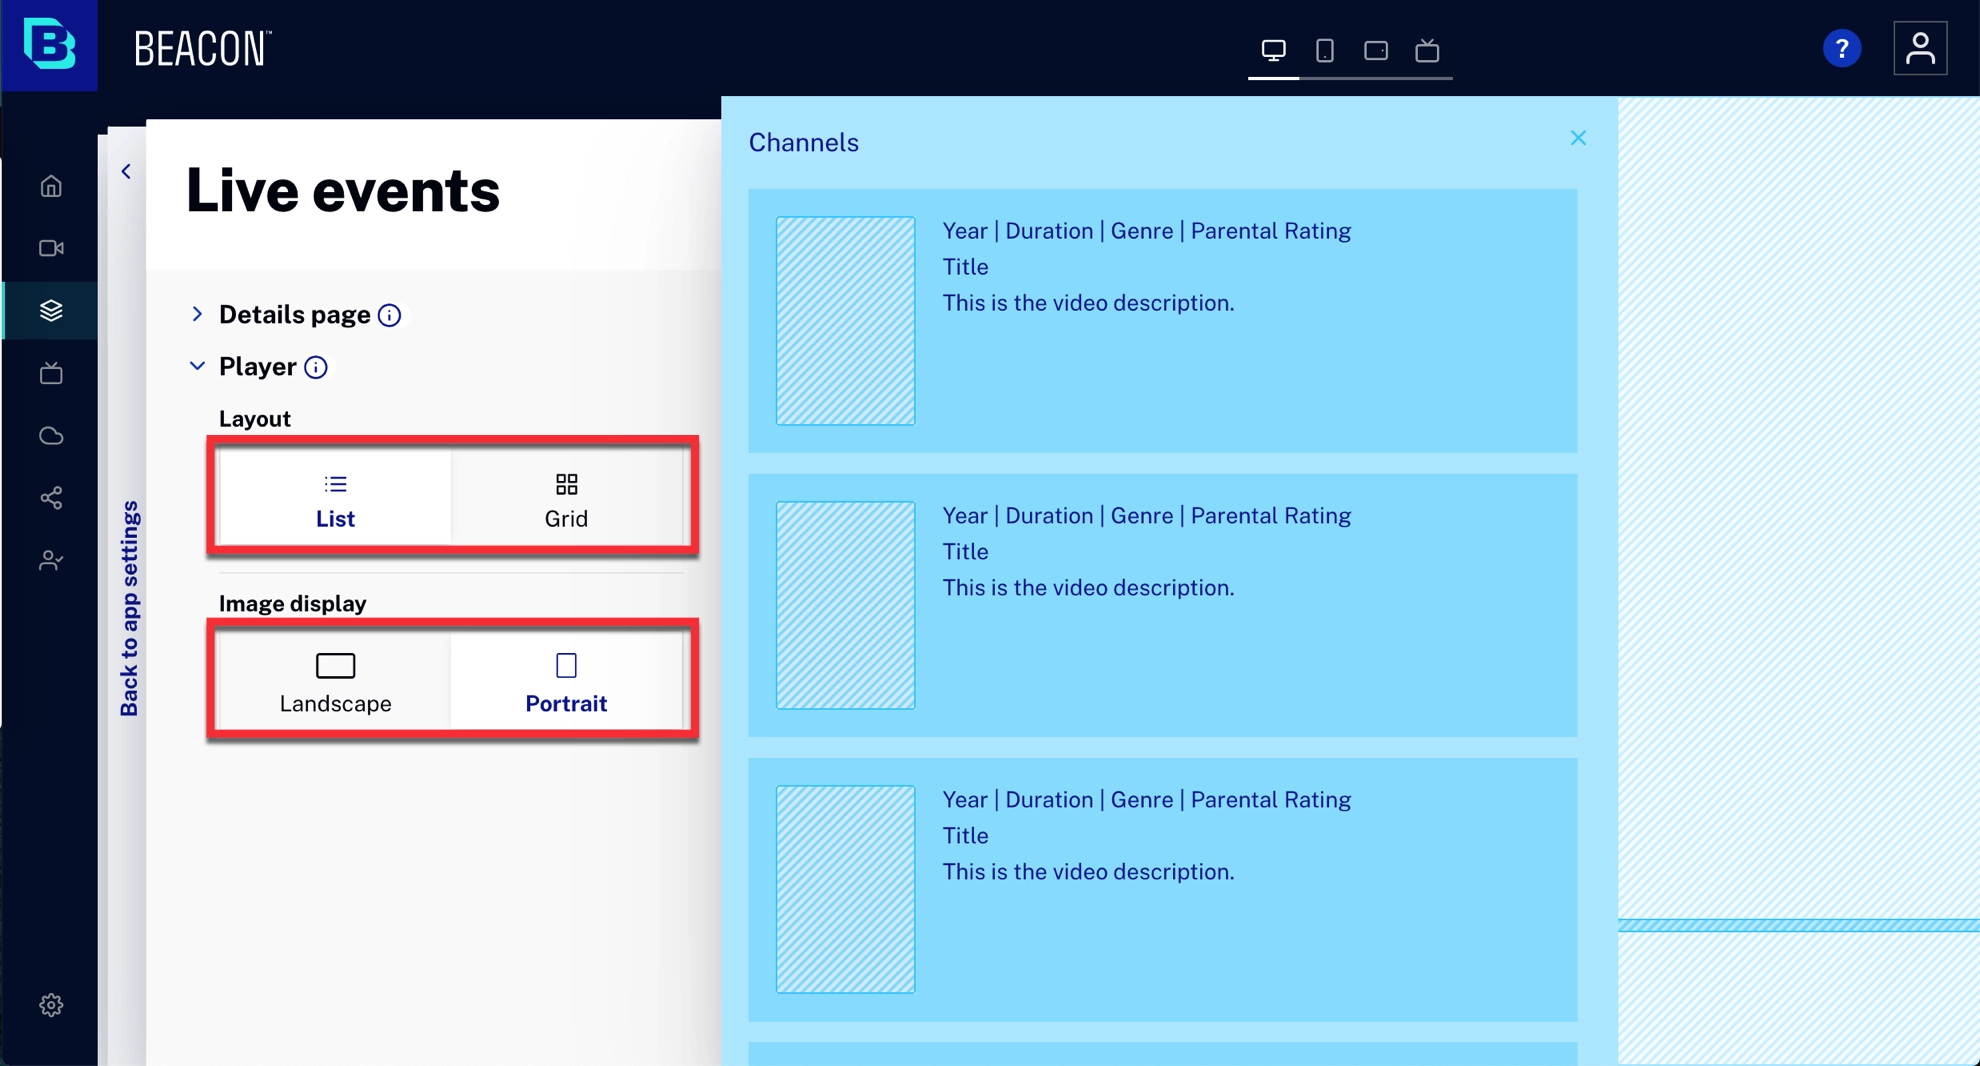 BEACON™
?
Live events
Details page
Player
Layout
List
Grid
Image display
Landscape
Portrait
Back to app settings
Channels
Year | Duration | Genre | Parental Rating
Title
This is the video description.
Year | Duration | Genre | Parental Rating
Title
This is the video description.
Year | Duration | Genre | Parental Rating
Title
This is the video description.